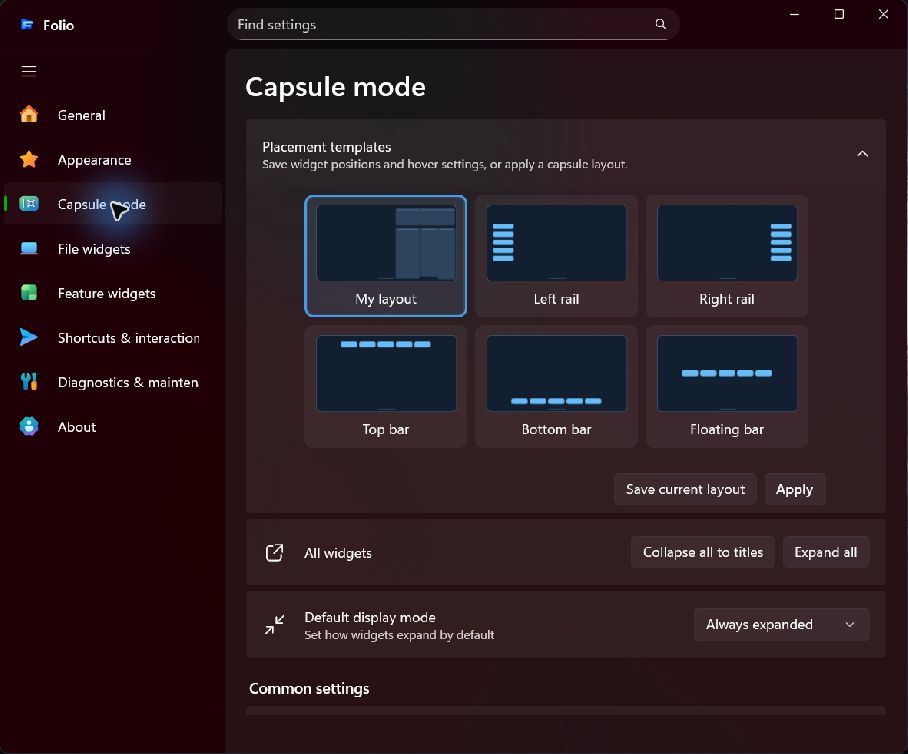 Folio
Find settings
General
Appearance
Capsule mode
File widgets
Feature widgets
Shortcuts & interaction
Diagnostics & mainten
About
Capsule mode
Placement templates
Save widget positions and hover settings, or apply a capsule layout.
My layout
Left rail
Right rail
Top bar
Bottom bar
Floating bar
Save current layout
Apply
All widgets
Collapse all to titles
Expand all
Default display mode
Set how widgets expand by default
Always expanded
Common settings